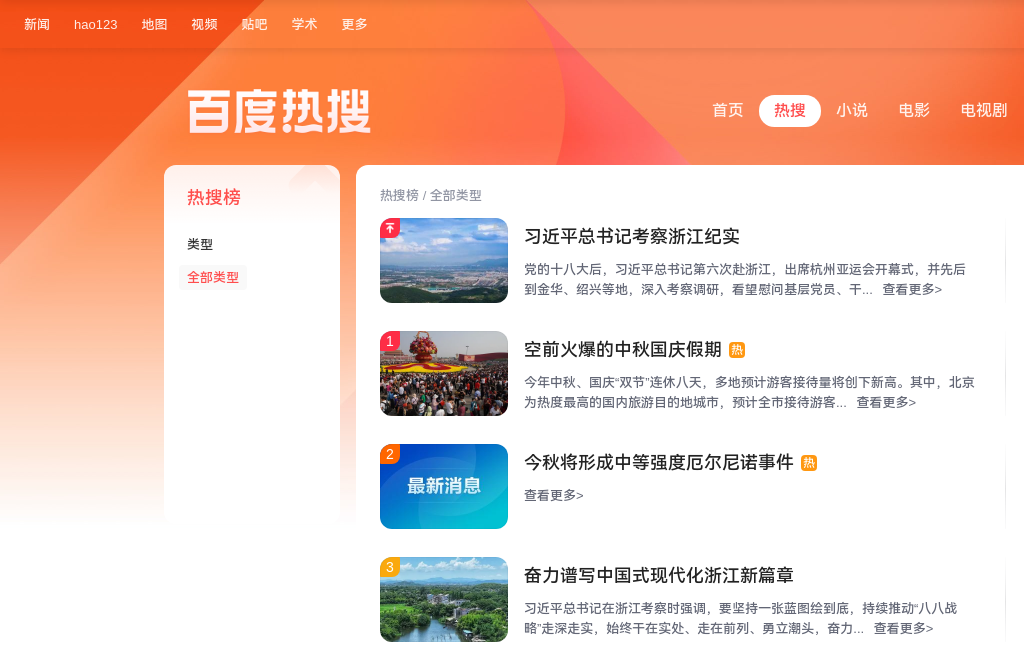 新闻 hao123 地图 视频 贴吧 学术 更多
百度热搜
首页 热搜 小说 电影 电视剧
热搜榜
类型
全部类型
热搜榜 / 全部类型
习近平总书记考察浙江纪实
党的十八大后，习近平总书记第六次赴浙江，出席杭州亚运会开幕式，并先后
到金华、绍兴等地，深入考察调研，看望慰问基层党员、干... 查看更多>
1
空前火爆的中秋国庆假期 热
今年中秋、国庆“双节”连休八天，多地预计游客接待量将创下新高。其中，北京
为热度最高的国内旅游目的地城市，预计全市接待游客... 查看更多>
2
最新消息
今秋将形成中等强度厄尔尼诺事件 热
查看更多>
3
奋力谱写中国式现代化浙江新篇章
习近平总书记在浙江考察时强调，要坚持一张蓝图绘到底，持续推动“八八战
略”走深走实，始终干在实处、走在前列、勇立潮头，奋力... 查看更多>